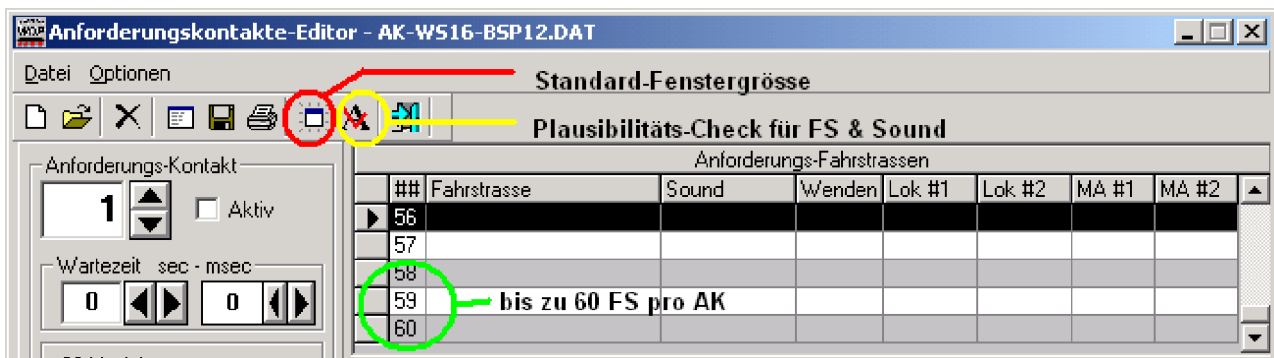 Anforderungskontakte-Editor - AK-WS16-BSP12.DAT
Datei Optionen
Standard-Fenstergrösse
Plausibilitäts-Check für FS & Sound
Anforderungs-Kontakt
1 Aktiv
Wartezeit sec - msec
0 0
Anforderungs-Fahrstrassen
## Fahrstrasse Sound Wenden Lok #1 Lok #2 MA #1 MA #2
56
57
58
59 bis zu 60 FS pro AK
60